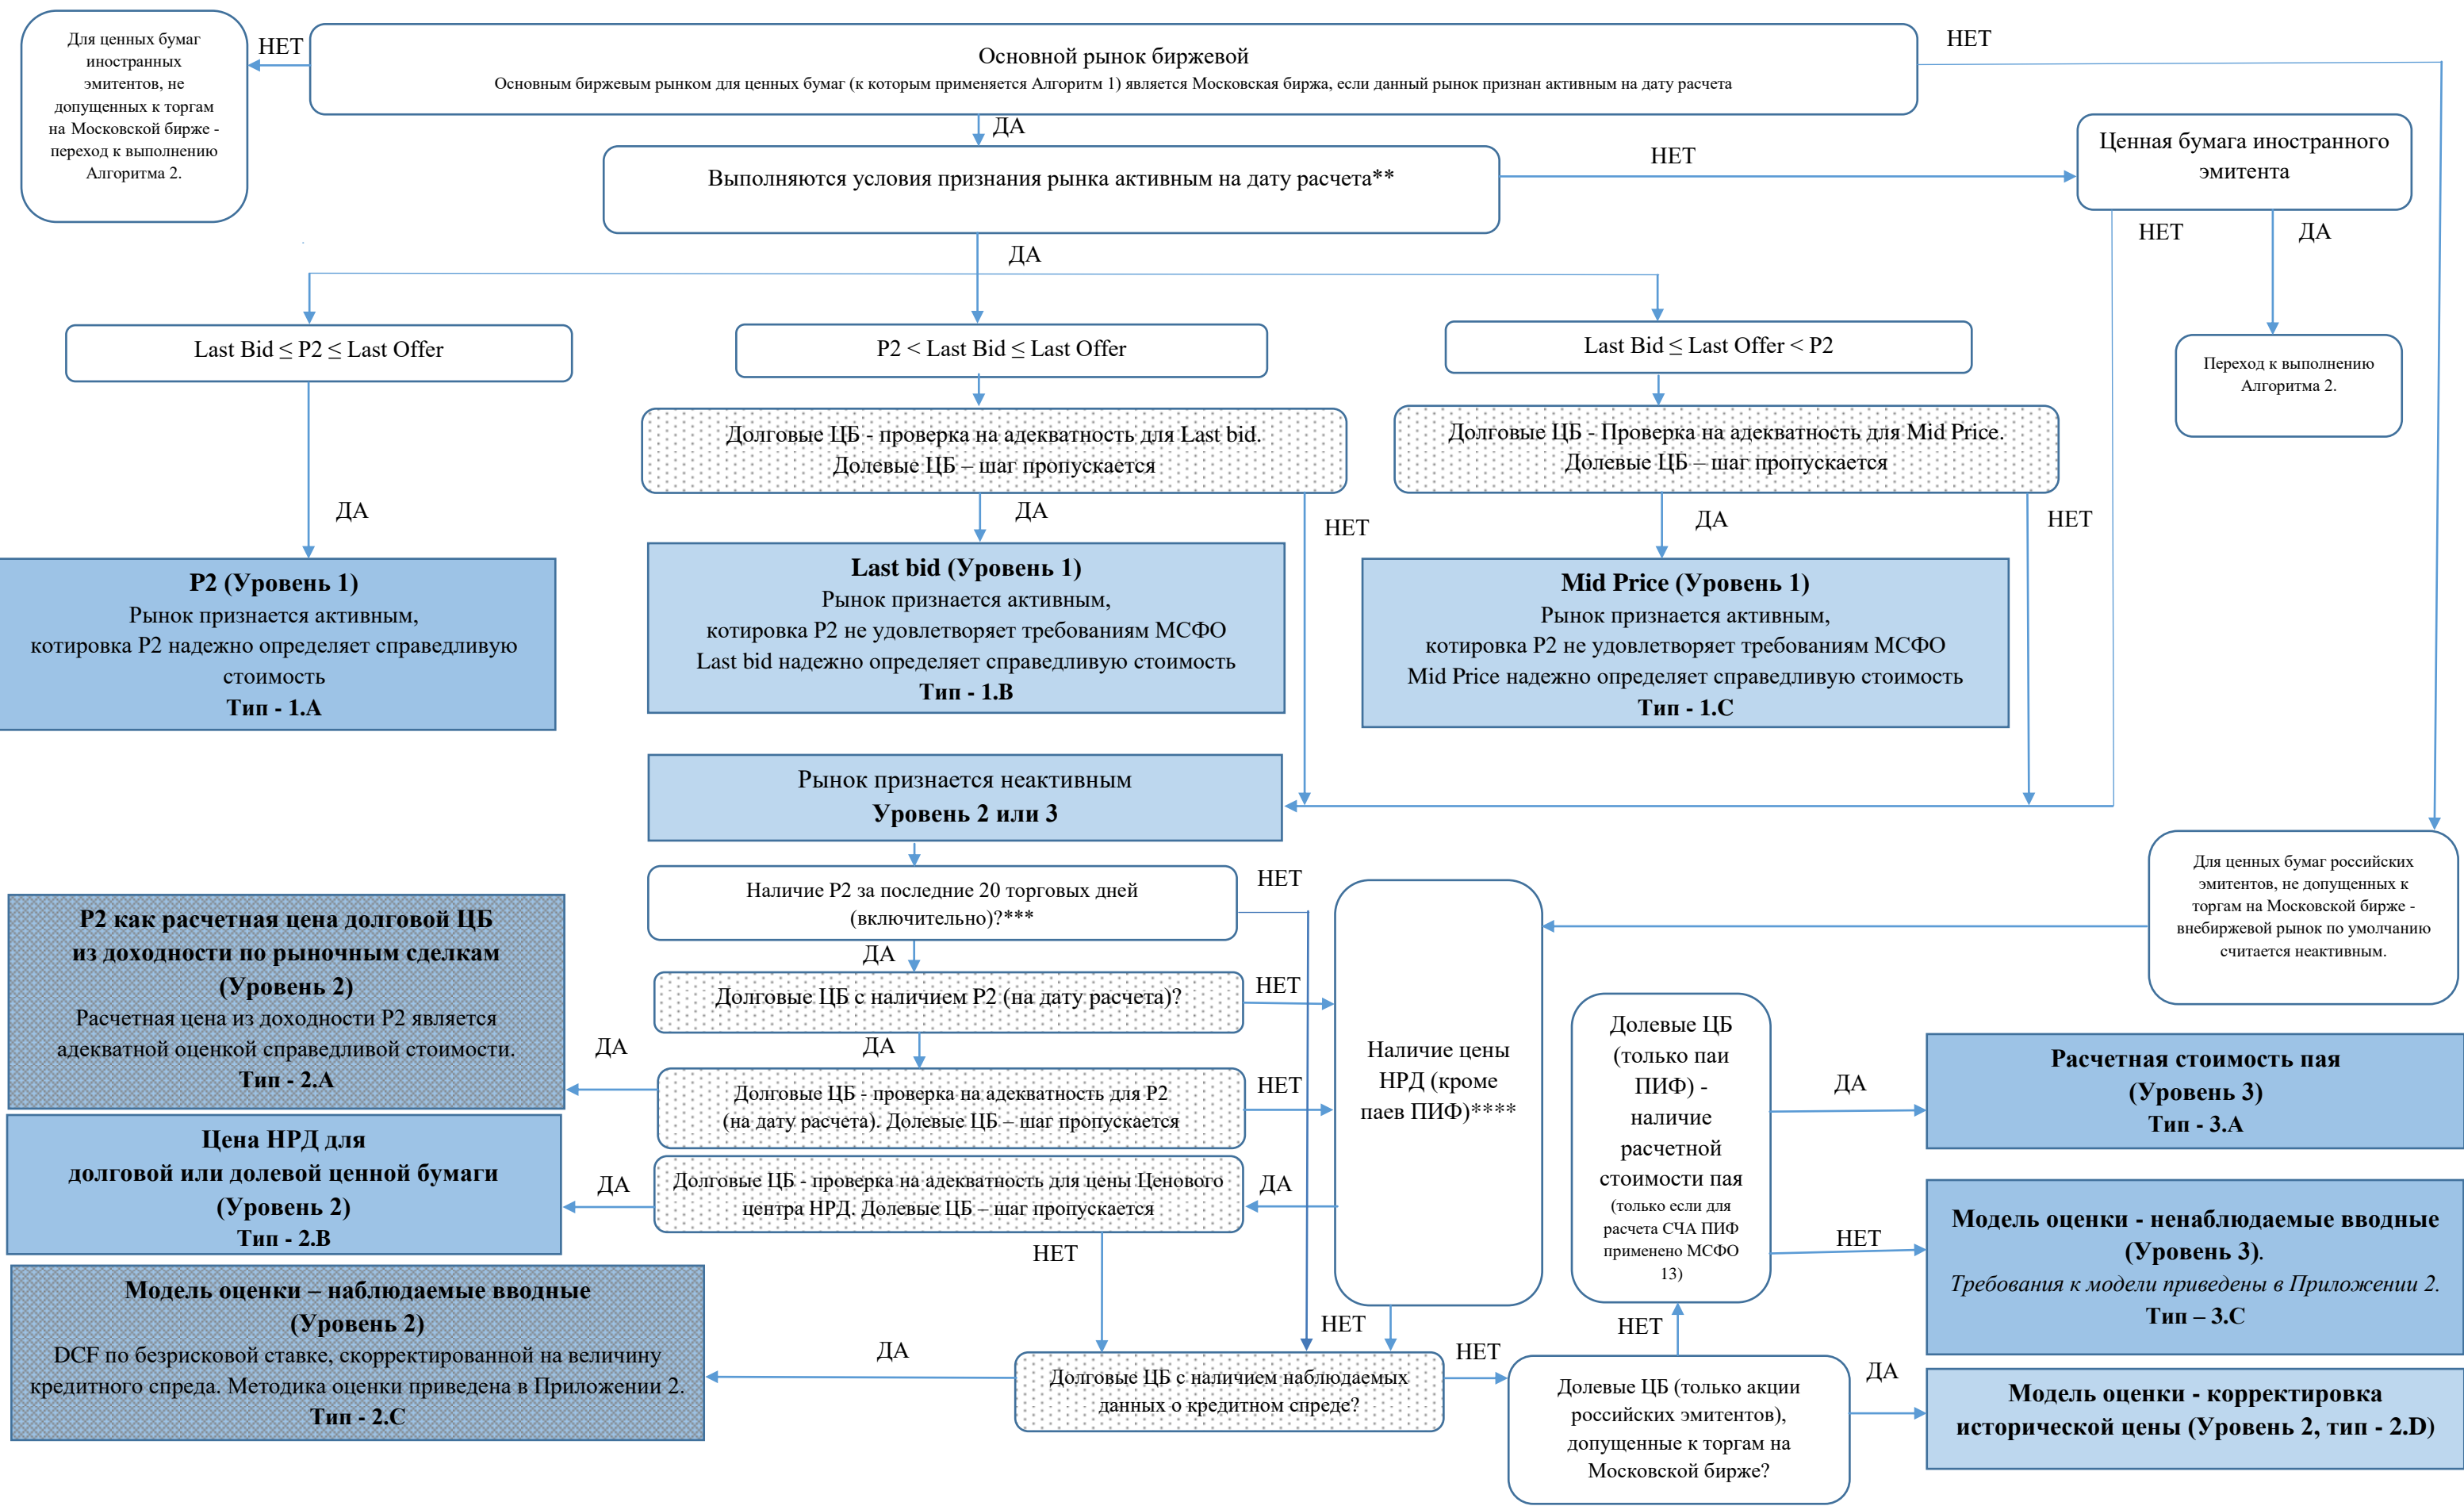 Для ценных бумаг
иностранных
эмитентов, не
допущенных к торгам
на Московской бирже -
переход к выполнению
Алгоритма 2.
НЕТ
Основной рынок биржевой
Основным биржевым рынком для ценных бумаг (к которым применяется Алгоритм 1) является Московская биржа, если данный рынок признан активным на дату расчета
НЕТ
ДА
Выполняются условия признания рынка активным на дату расчета**
НЕТ
Ценная бумага иностранного
эмитента
ДА
НЕТ
ДА
Last Bid ≤ P2 ≤ Last Offer
P2 < Last Bid ≤ Last Offer
Last Bid ≤ Last Offer < P2
Переход к выполнению
Алгоритма 2.
Долговые ЦБ - проверка на адекватность для Last bid.
Долевые ЦБ – шаг пропускается
Долговые ЦБ - Проверка на адекватность для Mid Price.
Долевые ЦБ – шаг пропускается
ДА
ДА
НЕТ
ДА
НЕТ
P2 (Уровень 1)
Рынок признается активным,
котировка P2 надежно определяет справедливую
стоимость
Тип - 1.A
Last bid (Уровень 1)
Рынок признается активным,
котировка P2 не удовлетворяет требованиям МСФО
Last bid надежно определяет справедливую стоимость
Тип - 1.B
Mid Price (Уровень 1)
Рынок признается активным,
котировка P2 не удовлетворяет требованиям МСФО
Mid Price надежно определяет справедливую стоимость
Тип - 1.C
Рынок признается неактивным
Уровень 2 или 3
Наличие P2 за последние 20 торговых дней
(включительно)?***
НЕТ
ДА
Для ценных бумаг российских
эмитентов, не допущенных к
торгам на Московской бирже -
внебиржевой рынок по умолчанию
считается неактивным.
P2 как расчетная цена долговой ЦБ
из доходности по рыночным сделкам
(Уровень 2)
Расчетная цена из доходности P2 является
адекватной оценкой справедливой стоимости.
Тип - 2.A
Долговые ЦБ с наличием P2 (на дату расчета)?
НЕТ
ДА
ДА
Долговые ЦБ - проверка на адекватность для P2
(на дату расчета). Долевые ЦБ – шаг пропускается
НЕТ
Наличие цены
НРД (кроме
паев ПИФ)****
Долевые ЦБ
(только паи
ПИФ) -
наличие
расчетной
стоимости пая
(только если для
расчета СЧА ПИФ
применено МСФО
13)
ДА
Расчетная стоимость пая
(Уровень 3)
Тип - 3.A
Цена НРД для
долговой или долевой ценной бумаги
(Уровень 2)
Тип - 2.B
ДА
Долговые ЦБ - проверка на адекватность для цены Ценового
центра НРД. Долевые ЦБ – шаг пропускается
ДА
НЕТ
НЕТ
Модель оценки - ненаблюдаемые вводные
(Уровень 3).
Требования к модели приведены в Приложении 2.
Тип – 3.C
Модель оценки – наблюдаемые вводные
(Уровень 2)
DCF по безрисковой ставке, скорректированной на величину
кредитного спреда. Методика оценки приведена в Приложении 2.
Тип - 2.C
ДА
НЕТ
Долговые ЦБ с наличием наблюдаемых
данных о кредитном спреде?
НЕТ
НЕТ
Долевые ЦБ (только акции
российских эмитентов),
допущенные к торгам на
Московской бирже?
ДА
Модель оценки - корректировка
исторической цены (Уровень 2, тип - 2.D)